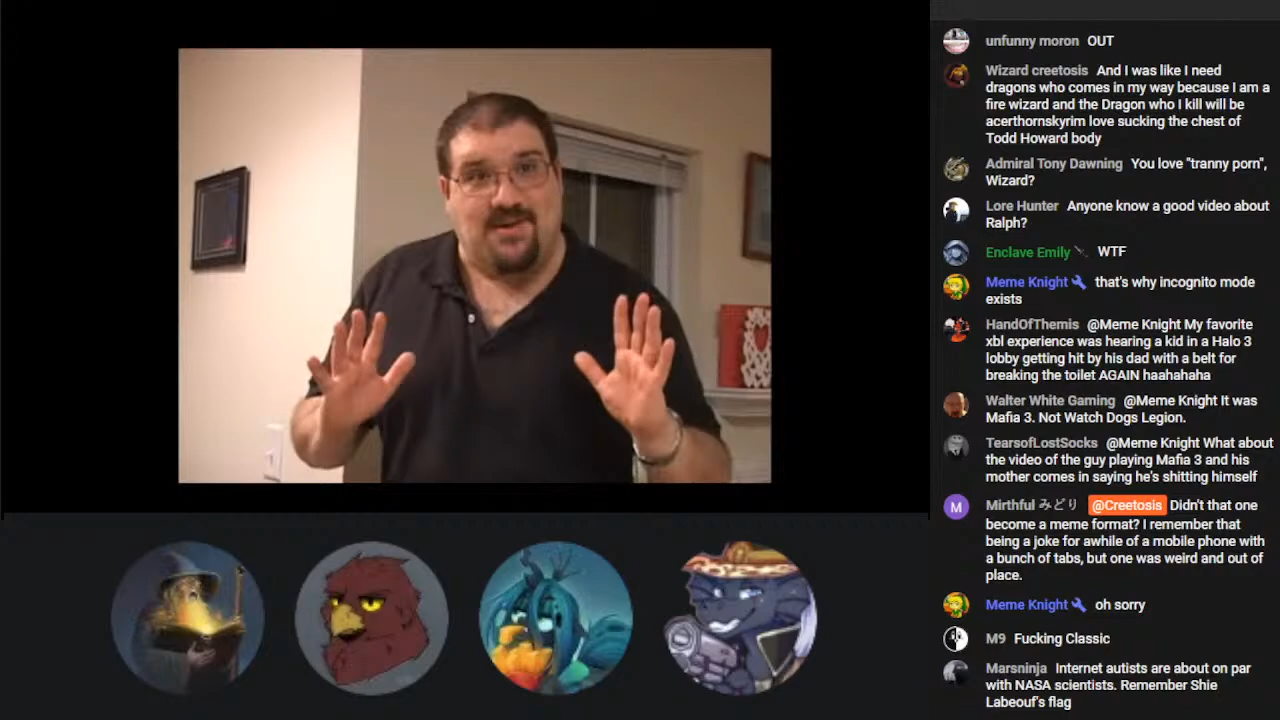 unfunny moron OUT
Wizard creetosis And I was like I need
dragons who comes in my way because I am a
fire wizard and the Dragon who I kill will be
acerthornskyrim love sucking the chest of
Todd Howard body
Admiral Tony Dawning You love "tranny porn",
Wizard?
Lore Hunter Anyone know a good video about
Ralph?
Enclave Emily WTF
Meme Knight that's why incognito mode
exists
HandOfThemis @Meme Knight My favorite
xbl experience was hearing a kid in a Halo 3
lobby getting hit by his dad with a belt for
breaking the toilet AGAIN haahahaha
Walter White Gaming @Meme Knight It was
Mafia 3. Not Watch Dogs Legion.
TearsofLostSocks @Meme Knight What about
the video of the guy playing Mafia 3 and his
mother comes in saying he's shitting himself
M
Mirthful みどり @Creetosis Didn't that one
become a meme format? I remember that
being a joke for awhile of a mobile phone with
a bunch of tabs, but one was weird and out of
place.
Meme Knight oh sorry
M9 Fucking Classic
Marsninja Internet autists are about on par
with NASA scientists. Remember Shie
Labeouf's flag